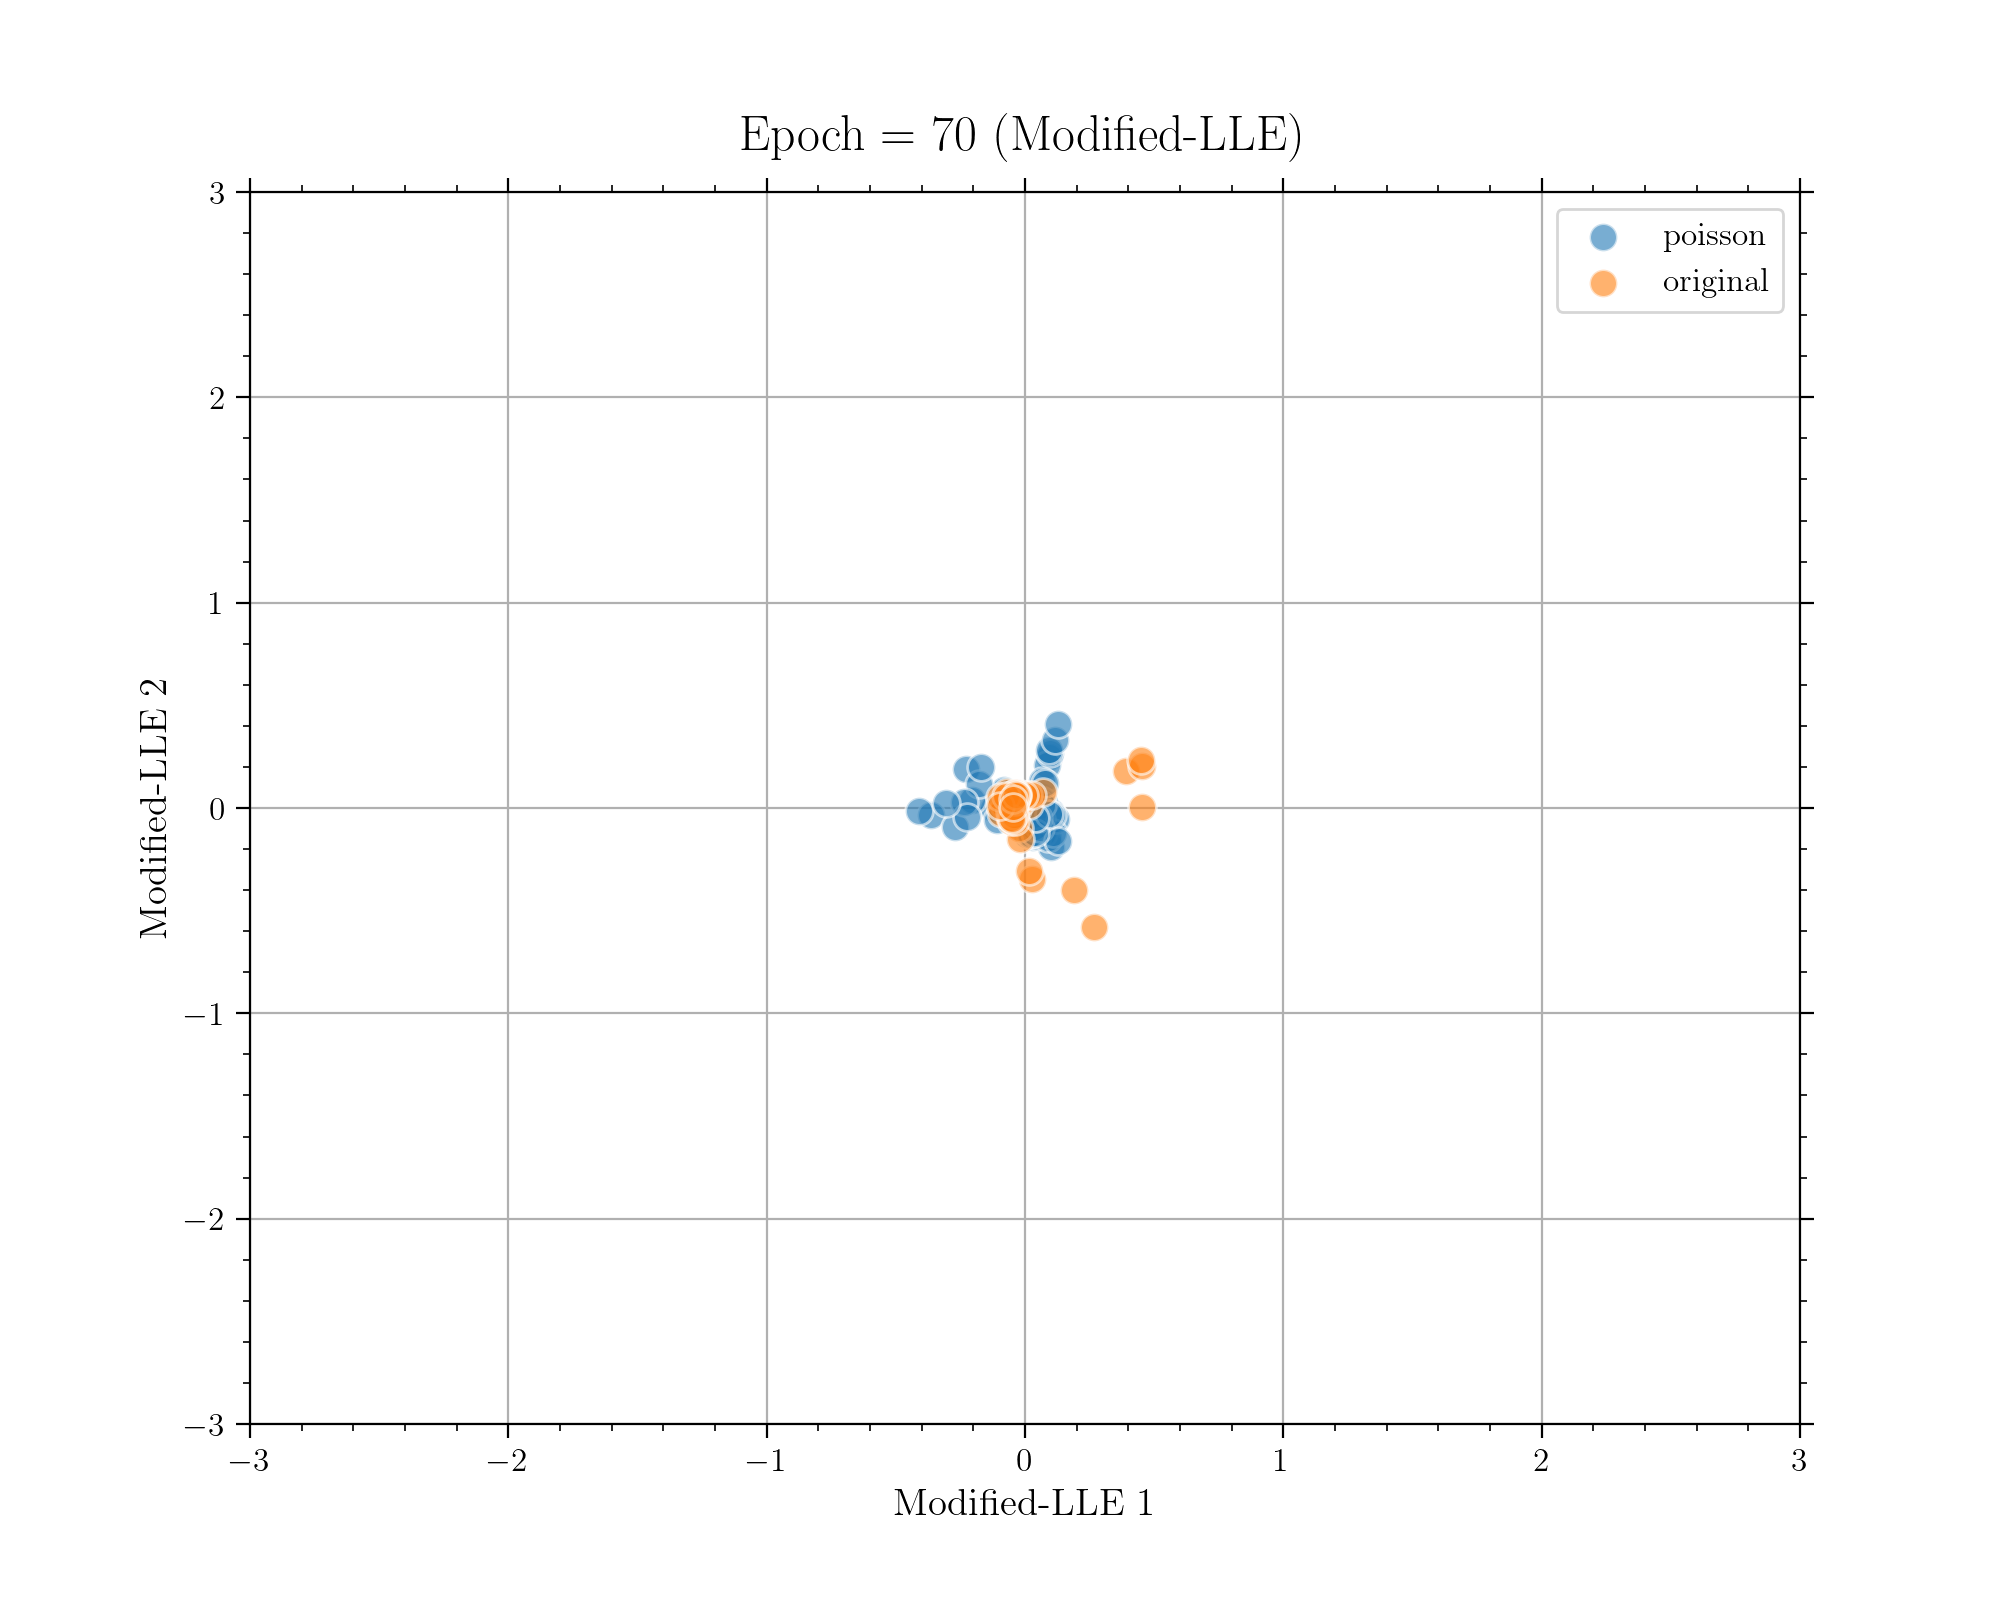 Epoch = 70 (Modified-LLE)
3
2
1
0
−1
−2
−3
−3
−2
−1
0
1
2
3
Modified-LLE 1
Modified-LLE 2
poisson
original